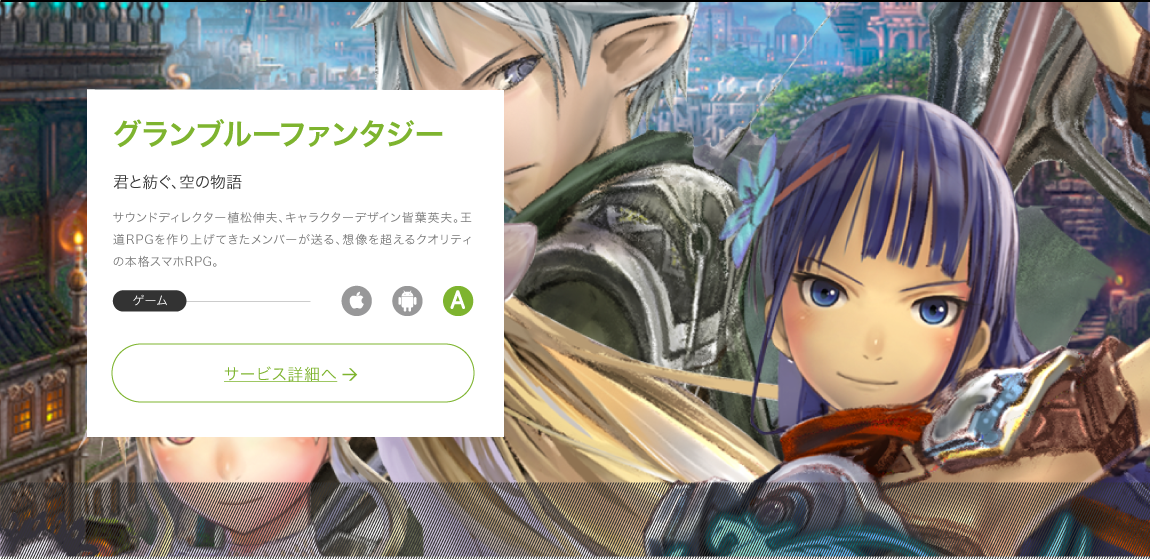 グランブルーファンタジー
君と紡ぐ、空の物語
サウンドディレクター植松伸夫、キャラクターデザイン皆葉英夫。王
道RPGを作り上げてきたメンバーが送る、想像を超えるクオリティ
の本格スマホRPG。
ゲーム
A
サービス詳細へ →